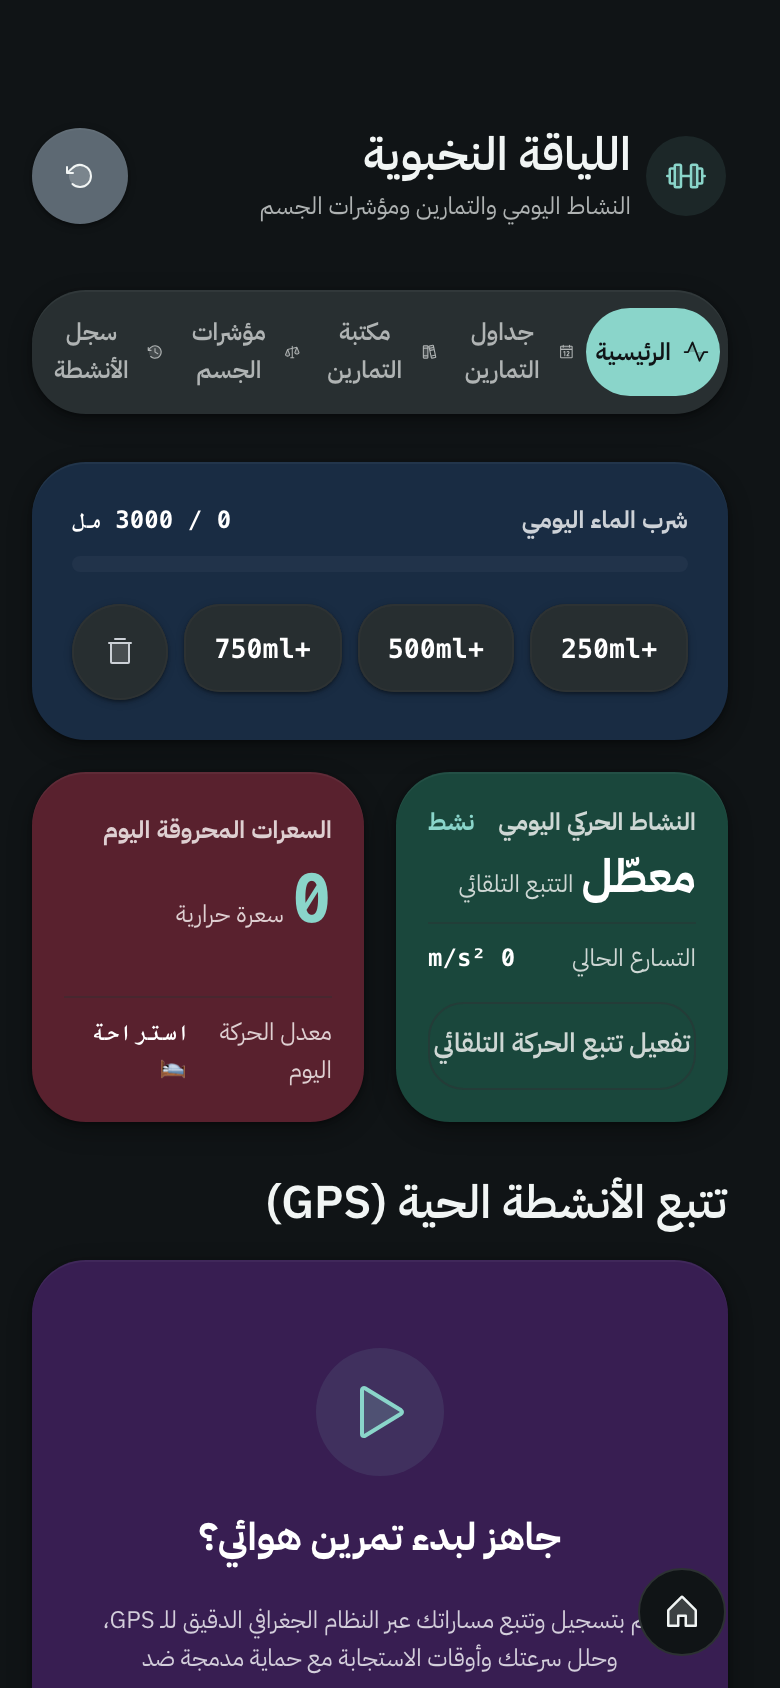 اللياقة النخبوية
النشاط اليومي والتمارين ومؤشرات الجسم
الرئيسية
جداول
التمارين
مكتبة
التمارين
مؤشرات
الجسم
سجل
الأنشطة
شرب الماء اليومي
0 / 3000 مل
+250ml
+500ml
+750ml
النشاط الحركي اليومي نشط
معطّل التتبع التلقائي
التسارع الحالي 0 m/s²
تفعيل تتبع الحركة التلقائي
السعرات المحروقة اليوم
0 سعرة حرارية
معدل الحركة
اليوم
استراحة
🛌
تتبع الأنشطة الحية (GPS)
جاهز لبدء تمرين هوائي؟
بتسجيل وتتبع مساراتك عبر النظام الجغرافي الدقيق للـ GPS،
وحلل سرعتك وأوقات الاستجابة مع حماية مدمجة ضد